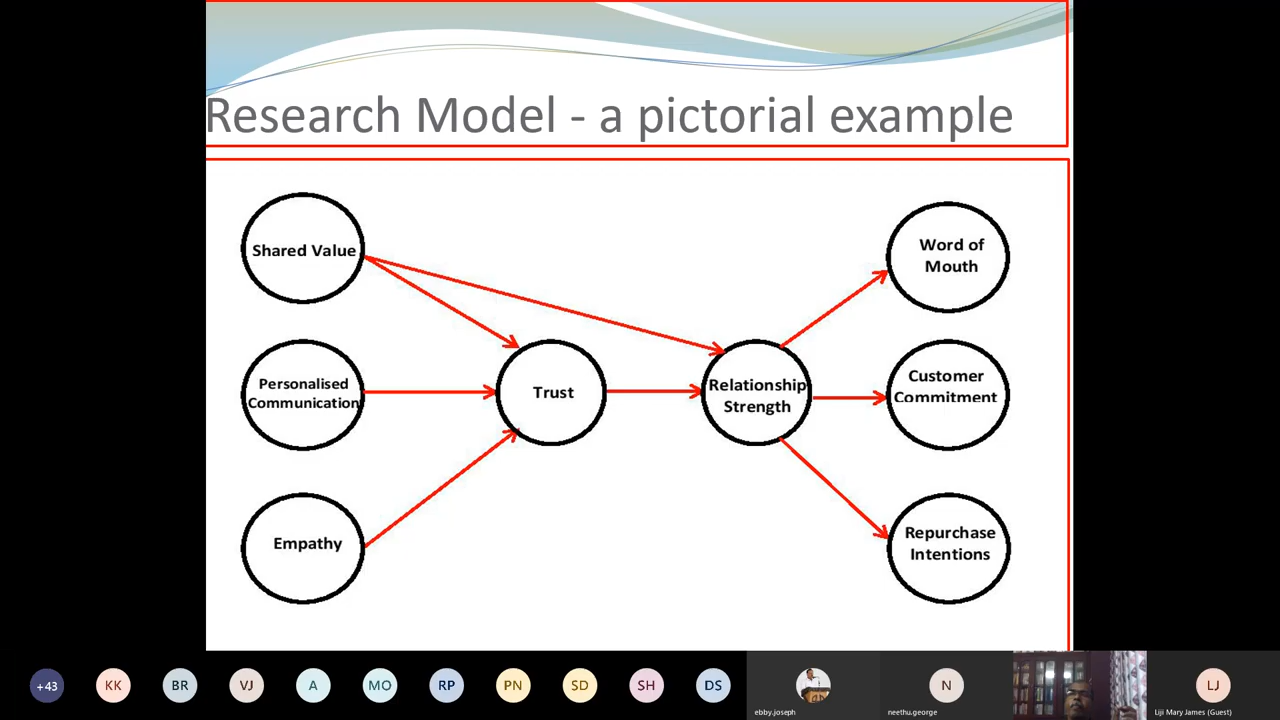 Research Model - a pictorial example
Shared Value
Word of
Mouth
Personalised
Communication
Trust
Relationship
Strength
Customer
Commitment
Empathy
Repurchase
Intentions
+43
KK
BR
VJ
A
MO
RP
PN
SD
SH
DS
ebby.joseph
N
neethu.george
LJ
Liji Mary James (Guest)